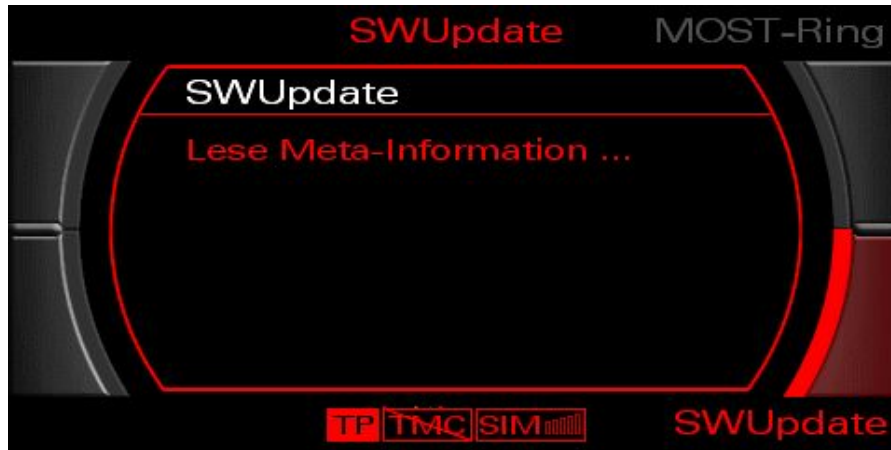 SWUpdate MOST-Ring
SWUpdate
Lese Meta-Information ...
TP TMC SIM SWUpdate